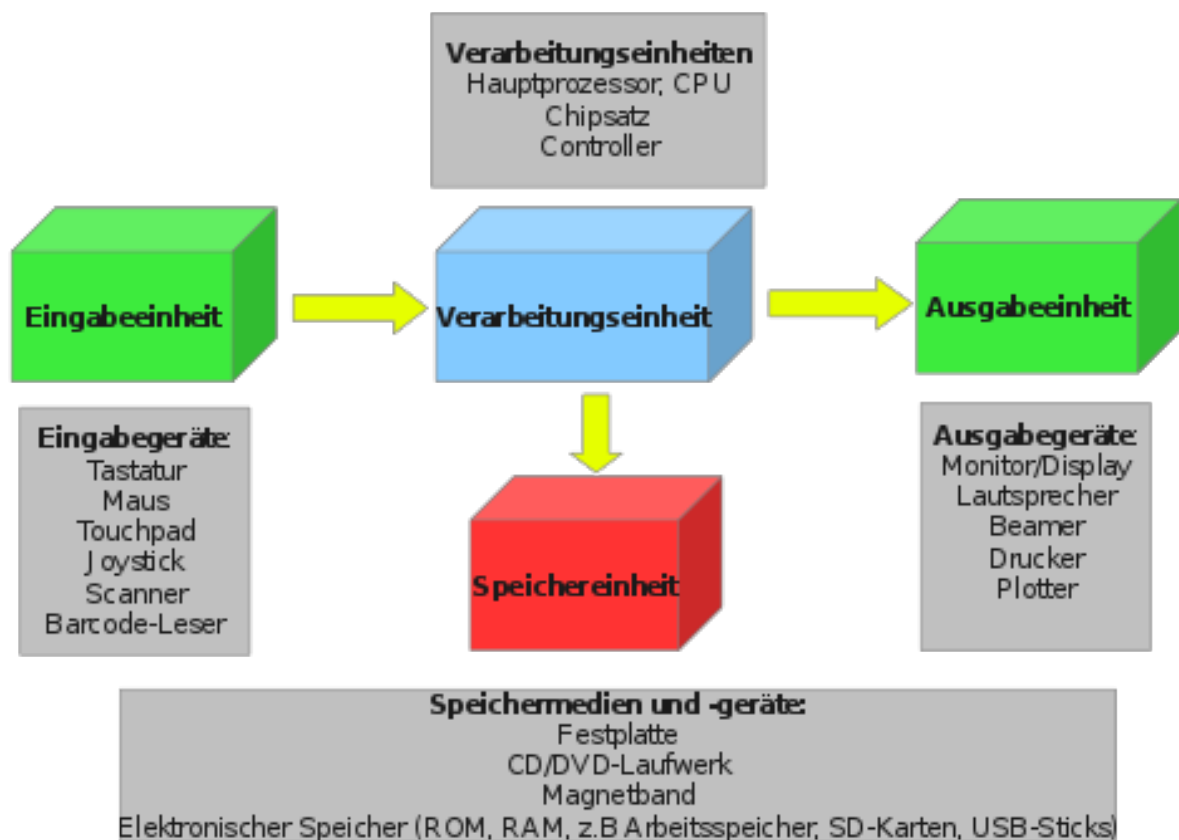 Verarbeitungseinheiten
Hauptprozessor, CPU
Chipsatz
Controller
Eingabeeinheit
Verarbeitungseinheit
Ausgabeeinheit
Eingabegeräte:
Tastatur
Maus
Touchpad
Joystick
Scanner
Barcode-Leser
Speichereinheit
Ausgabegeräte:
Monitor/Display
Lautsprecher
Beamer
Drucker
Plotter
Speichermedien und -geräte:
Festplatte
CD/DVD-Laufwerk
Magnetband
Elektronischer Speicher (ROM, RAM, z.B Arbeitsspeicher, SD-Karten, USB-Sticks)